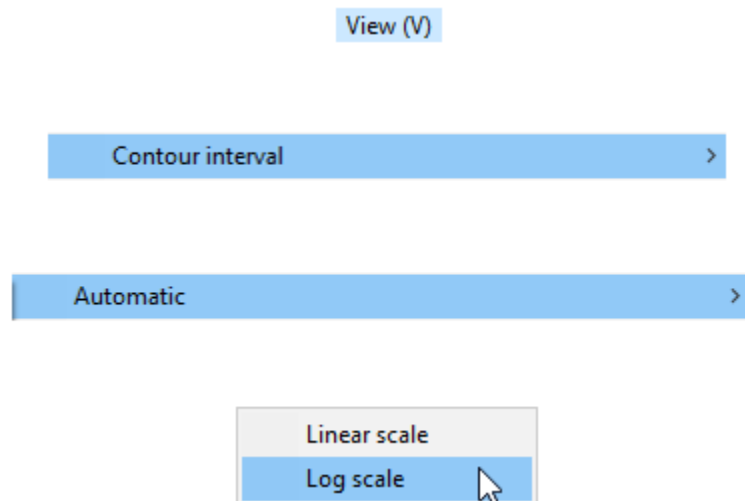 View (V)
Contour interval
Automatic
Linear scale
Log scale